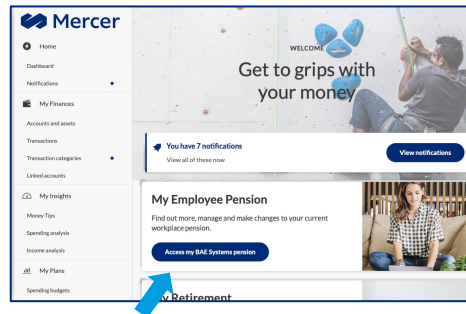 Mercer
Home
Dashboard
Notifications
My Finances
Accounts and assets
Transactions
Transaction categories
Linked accounts
My Insights
Money Tips
Spending analysis
Income analysis
My Plans
Spending budgets
WELCOME
Get to grips with
your money
You have 7 notifications
View all of these now
View notifications
My Employee Pension
Find out more, manage and make changes to your current
workplace pension.
Access my BAE Systems pension
My Retirement